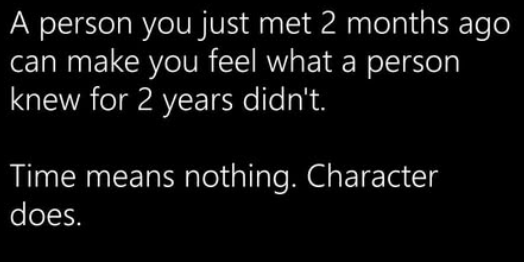 A person you just met 2 months ago
can make you feel what a person
knew for 2 years didn't.
Time means nothing. Character
does.